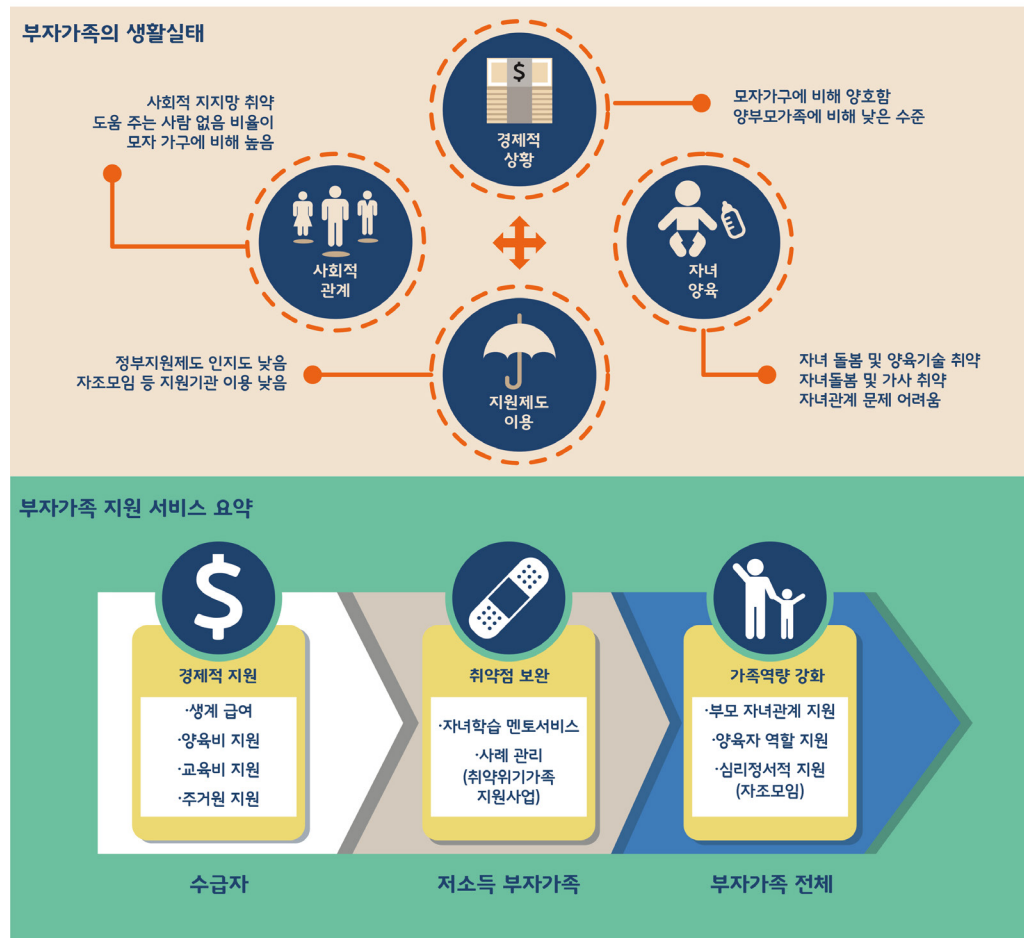 부자가족의 생활실태
$
경제적
상황
모자가구에 비해 양호함
양부모가족에 비해 낮은 수준
사회적 지지망 취약
도움 주는 사람 없음 비율이
모자 가구에 비해 높음
사회적
관계
자녀
양육
정부지원제도 인지도 낮음
자조모임 등 지원기관 이용 낮음
지원제도
이용
자녀 돌봄 및 양육기술 취약
자녀돌봄 및 가사 취약
자녀관계 문제 어려움
부자가족 지원 서비스 요약
$
경제적 지원
·생계 급여
·양육비 지원
·교육비 지원
·주거원 지원
수급자
취약점 보완
·자녀학습 멘토서비스
·사례 관리
(취약위기가족
지원사업)
저소득 부자가족
가족역량 강화
·부모 자녀관계 지원
·양육자 역할 지원
·심리정서적 지원
(자조모임)
부자가족 전체